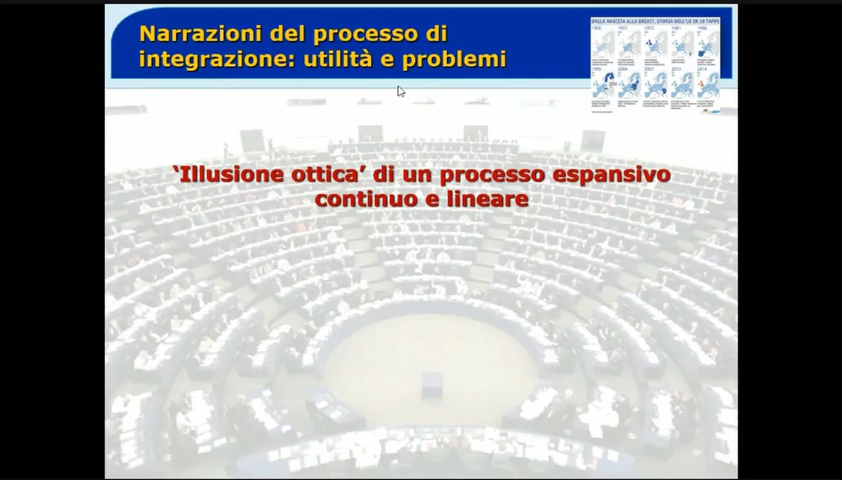 Narrazioni del processo di
integrazione: utilità e problemi
DALLA NASCITA ALLA BREXIT, STORIA DELL'UE IN 10 TAPPE
'Illusione ottica' di un processo espansivo
continuo e lineare